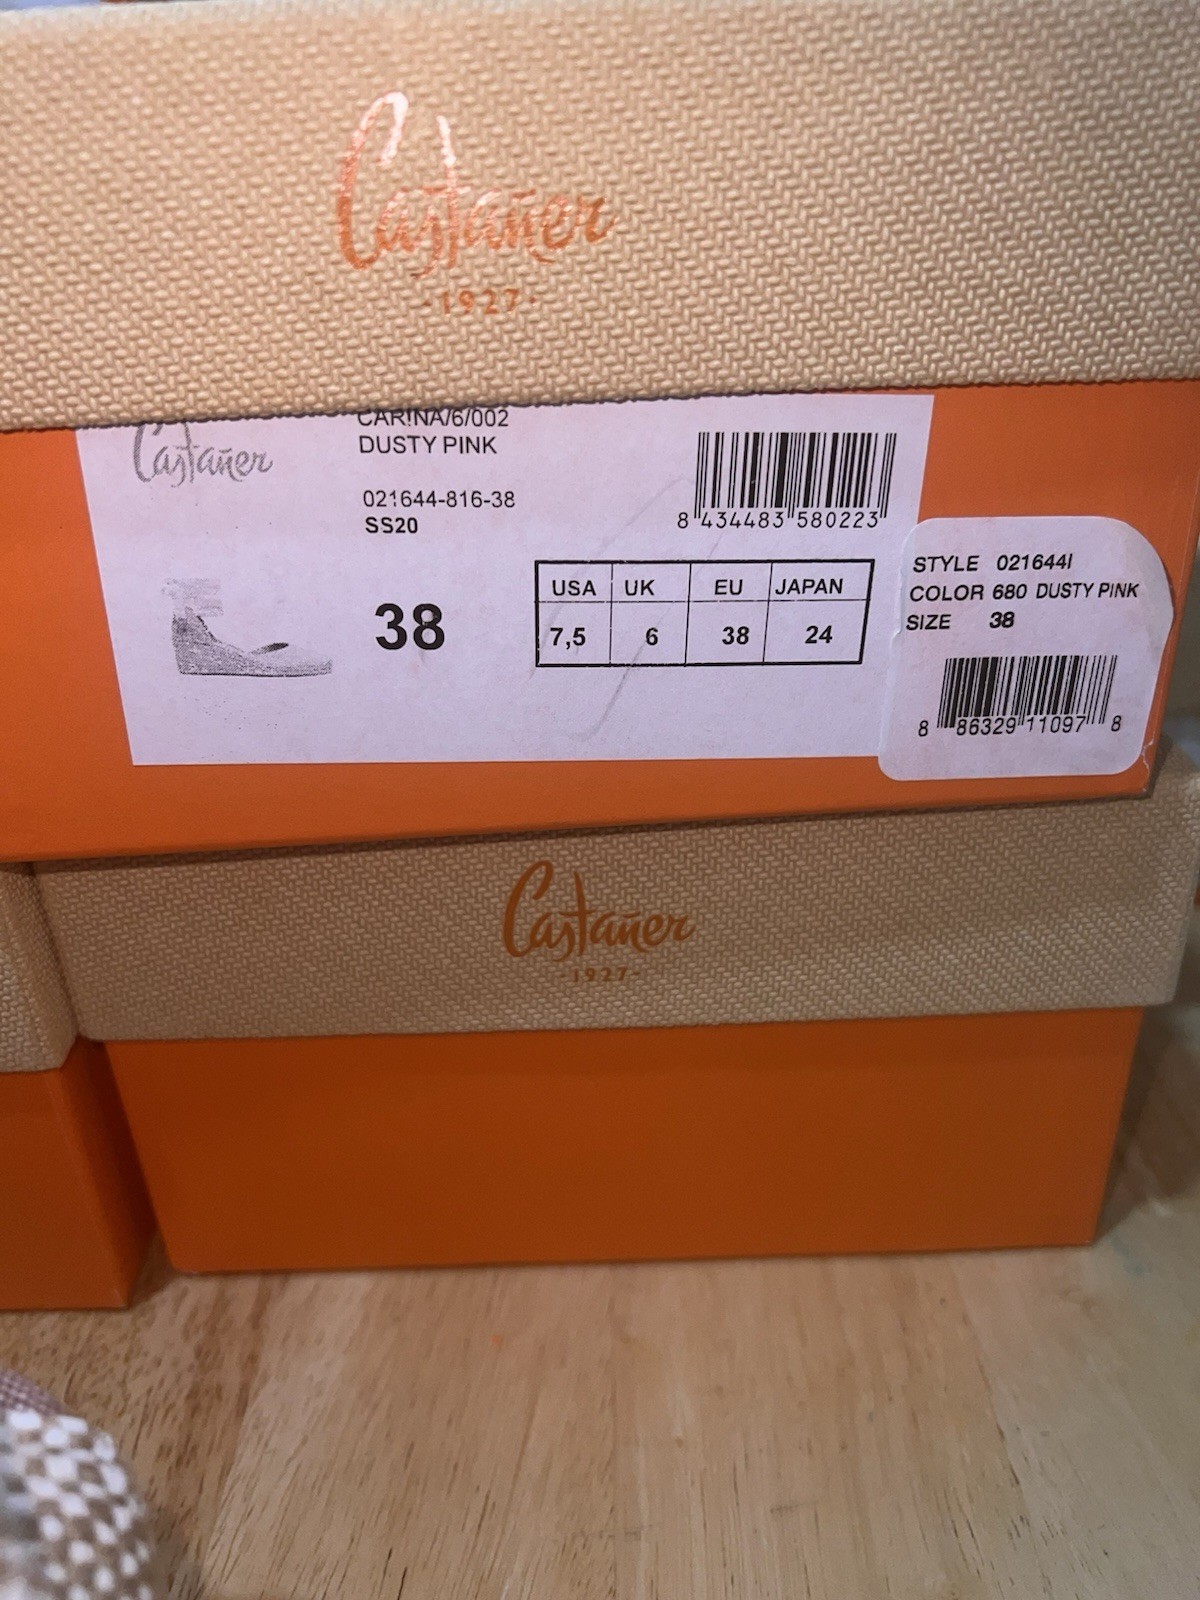 Castañer
-1927-
Castañer
CARINA/6/002
DUSTY PINK
021644-816-38
SS20
8 434483 580223
38
USA UK EU JAPAN
7,5 6 38 24
STYLE 021644I
COLOR 680 DUSTY PINK
SIZE 38
8 86329 11097 8
Castañer
-1927-